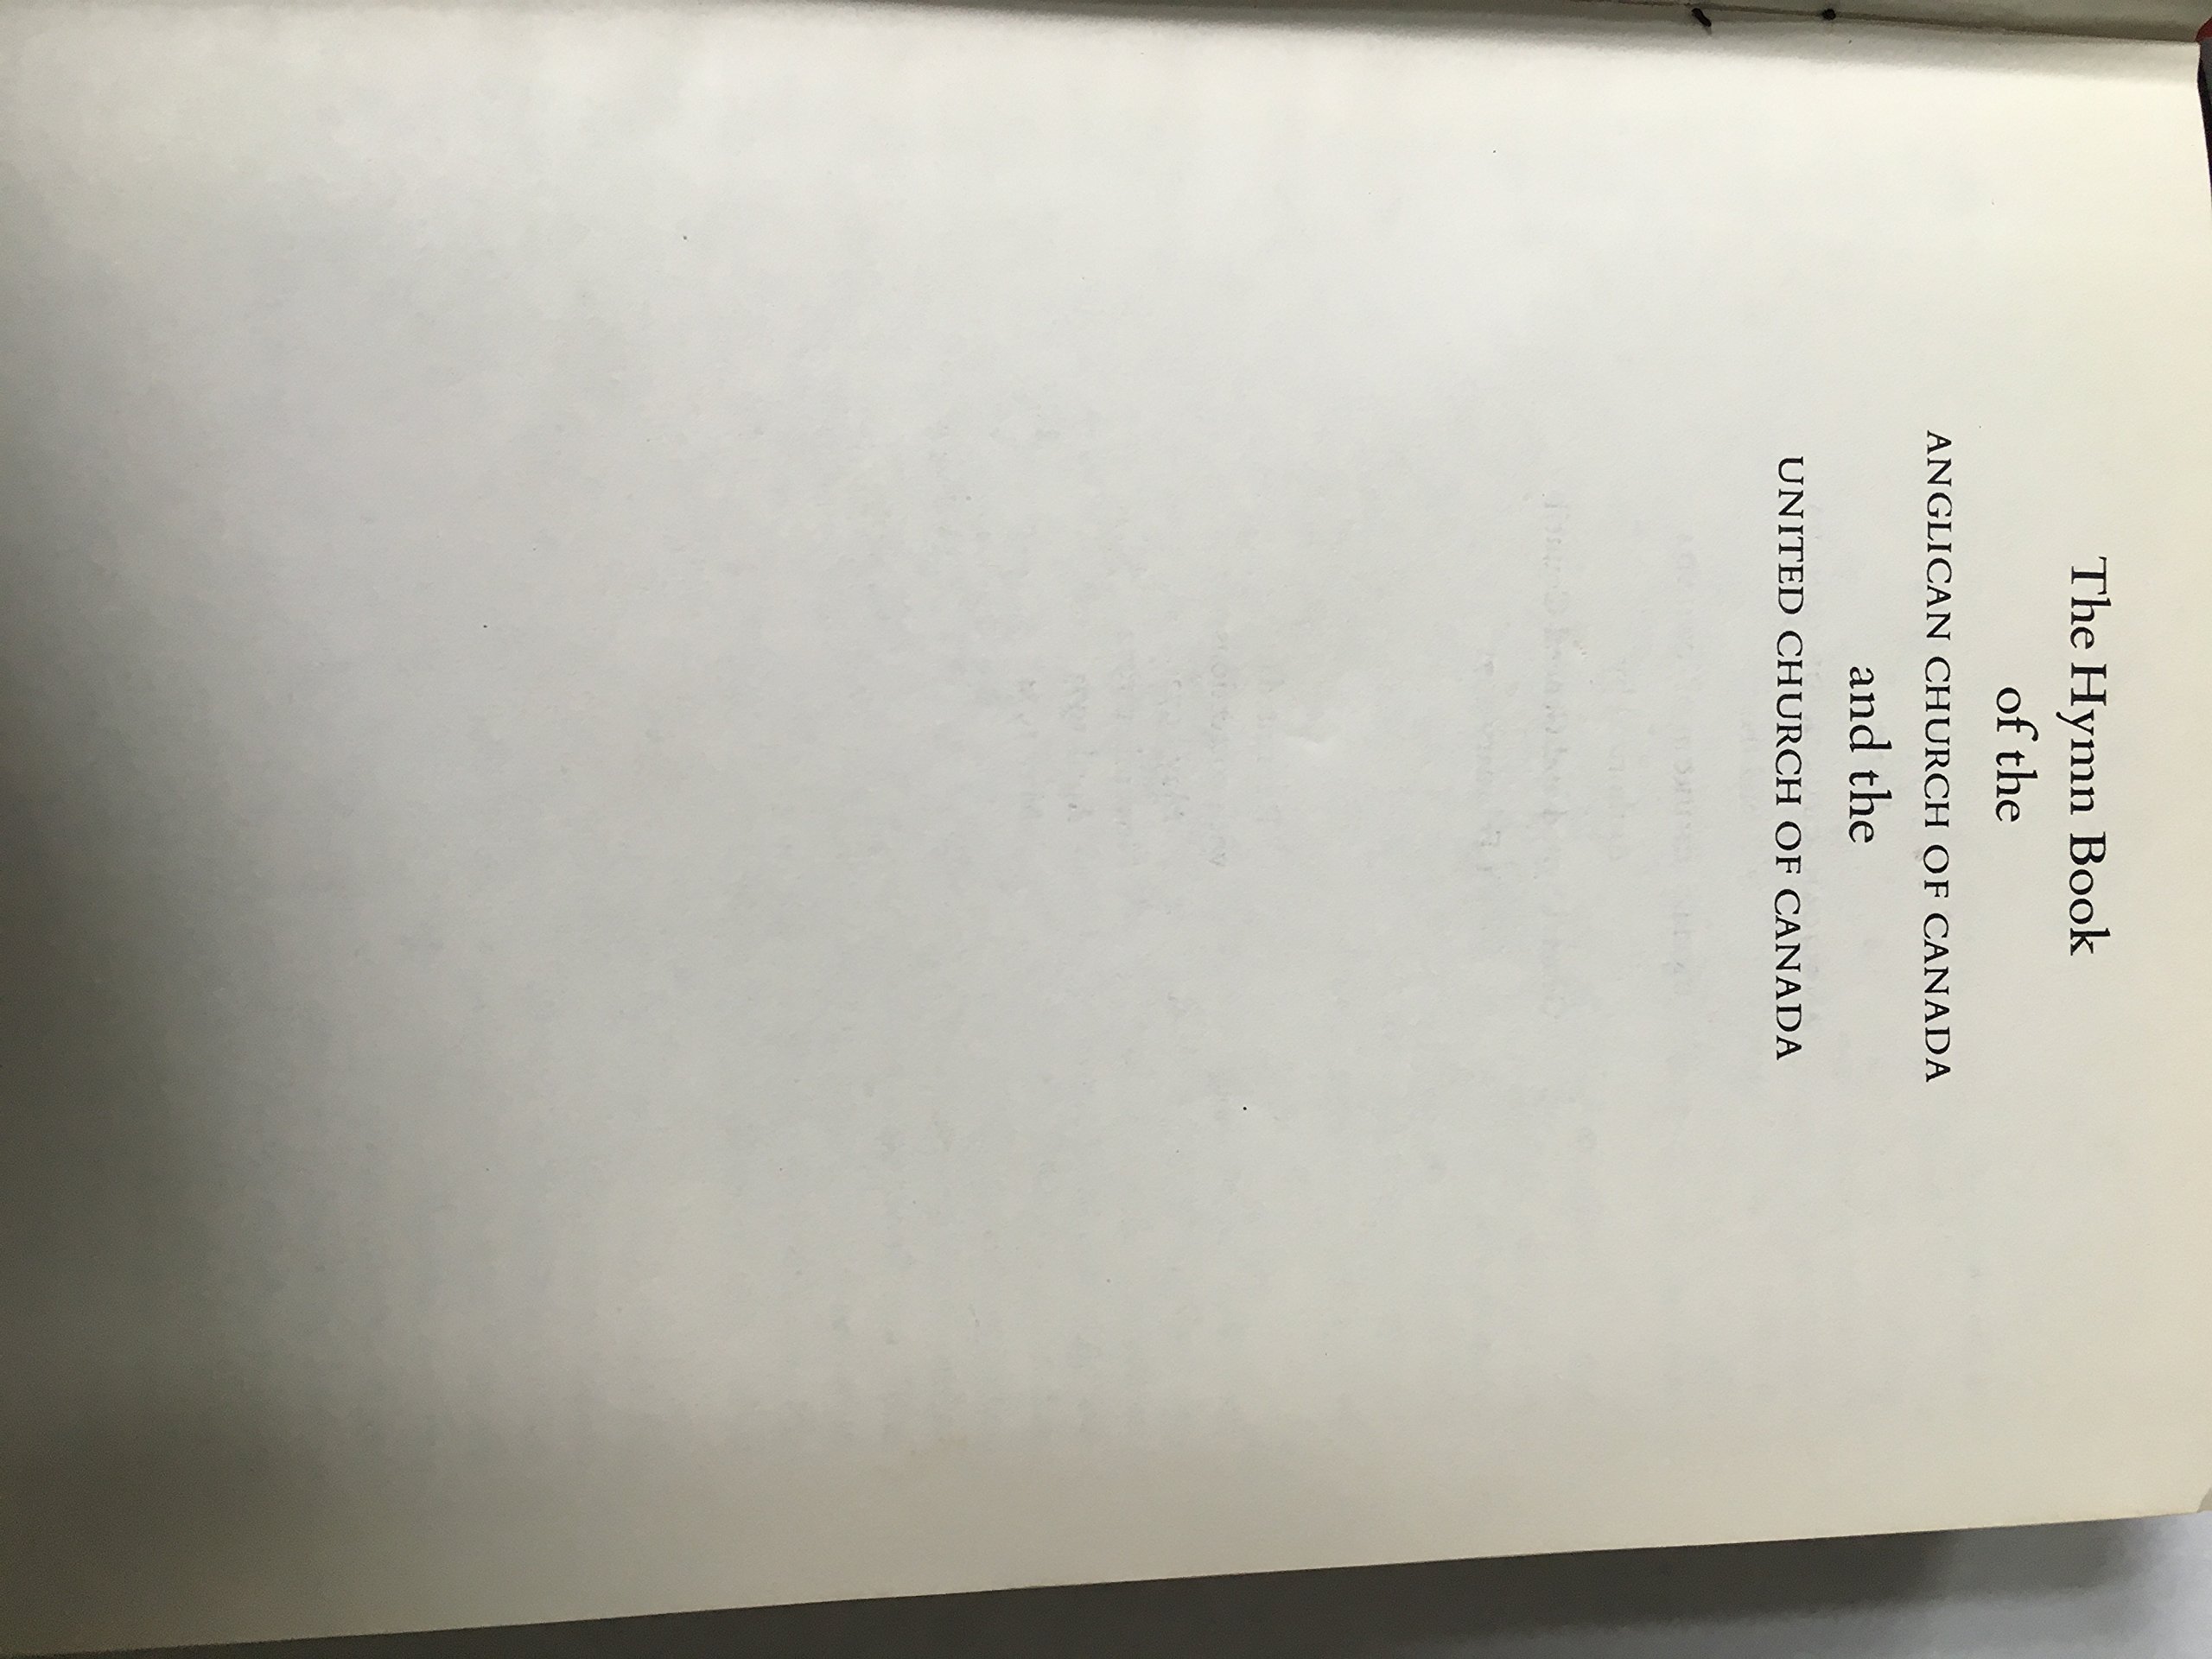 The Hymn Book
of the
ANGLICAN CHURCH OF CANADA
and the
UNITED CHURCH OF CANADA